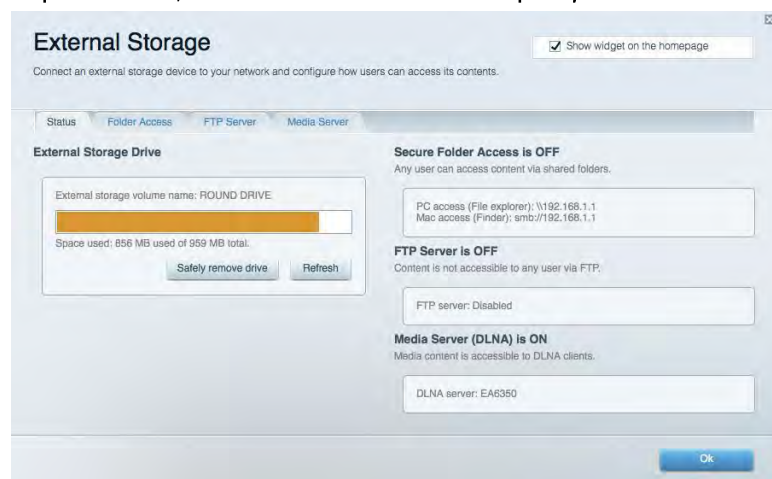 External Storage
Show widget on the homepage
Connect an external storage device to your network and configure how users can access its contents.
Status
Folder Access
FTP Server
Media Server
External Storage Drive
External storage volume name: ROUND DRIVE
Space used: 856 MB used of 959 MB total.
Safely remove drive
Refresh
Secure Folder Access is OFF
Any user can access content via shared folders.
PC access (File explorer): \\192.168.1.1
Mac access (Finder): smb://192.168.1.1
FTP Server is OFF
Content is not accessible to any user via FTP.
FTP server: Disabled
Media Server (DLNA) is ON
Media content is accessible to DLNA clients.
DLNA server: EA6350
Ok